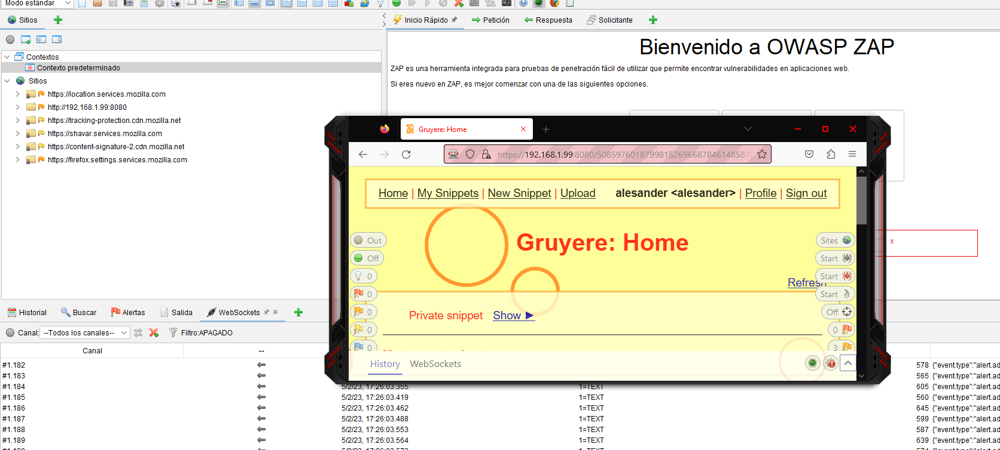 Modo estándar
Sitios
Inicio Rápido
Petición
Respuesta
Solicitante
Contextos
Contexto predeterminado
Sitios
https://location.services.mozilla.com
http://192.168.1.99:8080
https://tracking-protection.cdn.mozilla.net
https://shavar.services.mozilla.com
https://content-signature-2.cdn.mozilla.net
https://firefox.settings.services.mozilla.com
Bienvenido a OWASP ZAP
ZAP es una herramienta integrada para pruebas de penetración fácil de utilizar que permite encontrar vulnerabilidades en aplicaciones web.
Si eres nuevo en ZAP, es mejor comenzar con una de las siguientes opciones.
x
Gruyere: Home
https://192.168.1.99:8080/50859760187998152696687846148587
Home | My Snippets | New Snippet | Upload alesander <alesander> | Profile | Sign out
Gruyere: Home
Refresh
Private snippet Show ►
Out
Off
0
0
0
0
0
Sites
Start
Start
Start
Off
0
3
History WebSockets
Historial
Buscar
Alertas
Salida
WebSockets
Canal: --Todos los canales--
Filtro:APAGADO
Canal ↔
#1.182 578 {"event.type":"alert.ad
#1.183 565 {"event.type":"alert.ad
#1.184 5/2/23, 17:26:03.355 1=TEXT 605 {"event.type":"alert.ad
#1.185 5/2/23, 17:26:03.419 1=TEXT 560 {"event.type":"alert.ad
#1.186 5/2/23, 17:26:03.462 1=TEXT 645 {"event.type":"alert.ad
#1.187 5/2/23, 17:26:03.488 1=TEXT 599 {"event.type":"alert.ad
#1.188 5/2/23, 17:26:03.553 1=TEXT 587 {"event.type":"alert.ad
#1.189 5/2/23, 17:26:03.564 1=TEXT 639 {"event.type":"alert.ad